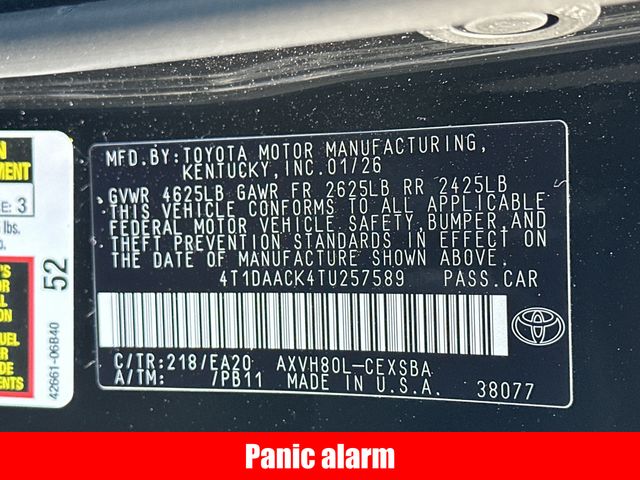 MFD.BY: TOYOTA MOTOR MANUFACTURING,
KENTUCKY, INC. 01/26
GVWR 4625LB GAWR FR 2625LB RR 2425LB
THIS VEHICLE CONFORMS TO ALL APPLICABLE
FEDERAL MOTOR VEHICLE SAFETY, BUMPER, AND
THEFT PREVENTION STANDARDS IN EFFECT ON
THE DATE OF MANUFACTURE SHOWN ABOVE.
4T1DAACK4TU257589 PASS.CAR
C/TR: 218/EA20 AXVH80L-CEXSBA
A/TM: /PB11 MADE IN U.S.A. 38077
E: 3
lbs.
52
42661-06B40
Panic alarm